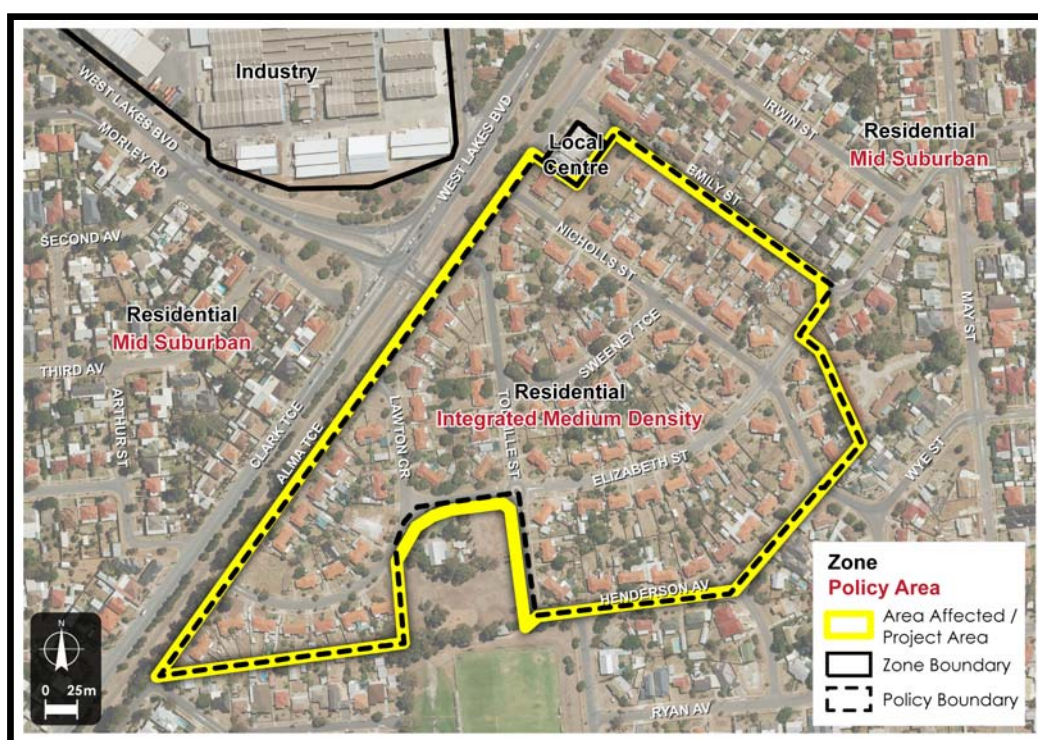 Industry
WEST LAKES BVD
MORLEY RD
WEST LAKES BVD
Local
Centre
IRWIN ST
Residential
Mid Suburban
EMILY ST
SECOND AV
NICHOLLS ST
MAY ST
Residential
Mid Suburban
SWEENEY TCE
THIRD AV
ARTHUR ST
CLARK TCE
ALMA TCE
LAWTON CR
Residential
Integrated Medium Density
ELIZABETH ST
WYE ST
HENDERSON AV
RYAN AV
N
0 25m
Zone
Policy Area
Area Affected /
Project Area
Zone Boundary
Policy Boundary